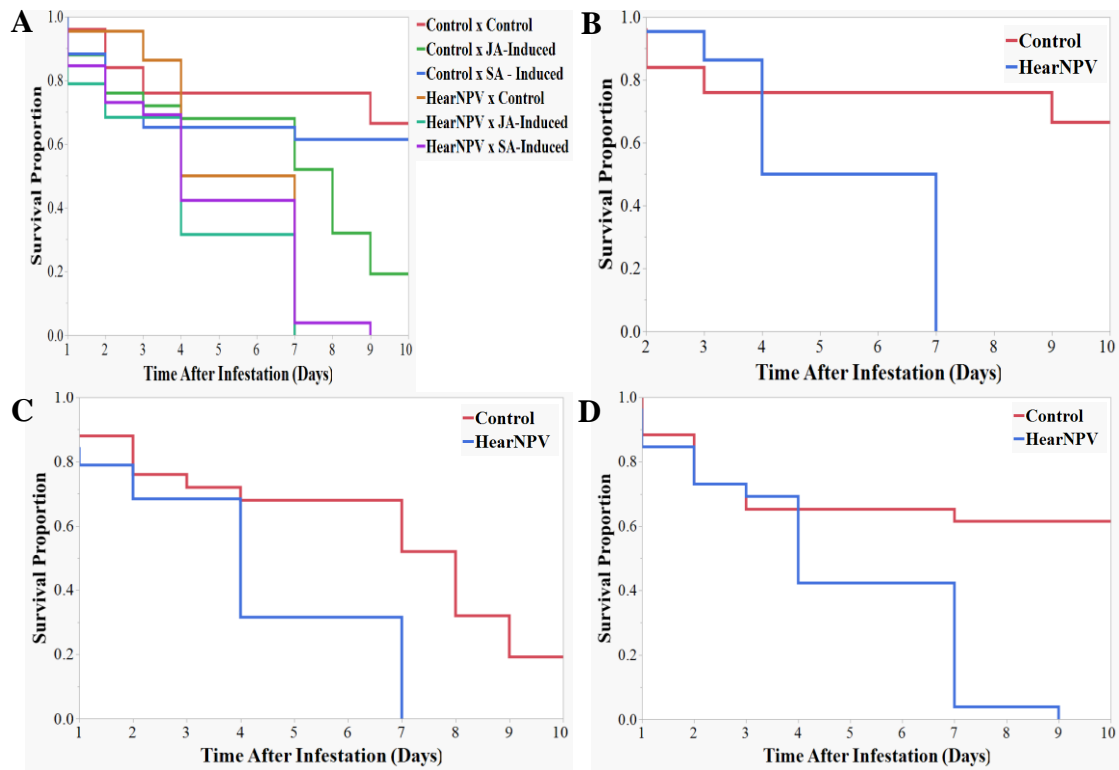 A
Survival Proportion
1.0
0.8
0.6
0.4
0.2
0.0
1 2 3 4 5 6 7 8 9 10
Time After Infestation (Days)
Control x Control
Control x JA-Induced
Control x SA - Induced
HearNPV x Control
HearNPV x JA-Induced
HearNPV x SA-Induced
B
Survival Proportion
1.0
0.8
0.6
0.4
0.2
0.0
2 3 4 5 6 7 8 9 10
Time After Infestation (Days)
Control
HearNPV
C
Survival Proportion
1.0
0.8
0.6
0.4
0.2
0.0
1 2 3 4 5 6 7 8 9 10
Time After Infestation (Days)
Control
HearNPV
D
Survival Proportion
1.0
0.8
0.6
0.4
0.2
0.0
1 2 3 4 5 6 7 8 9 10
Time After Infestation (Days)
Control
HearNPV